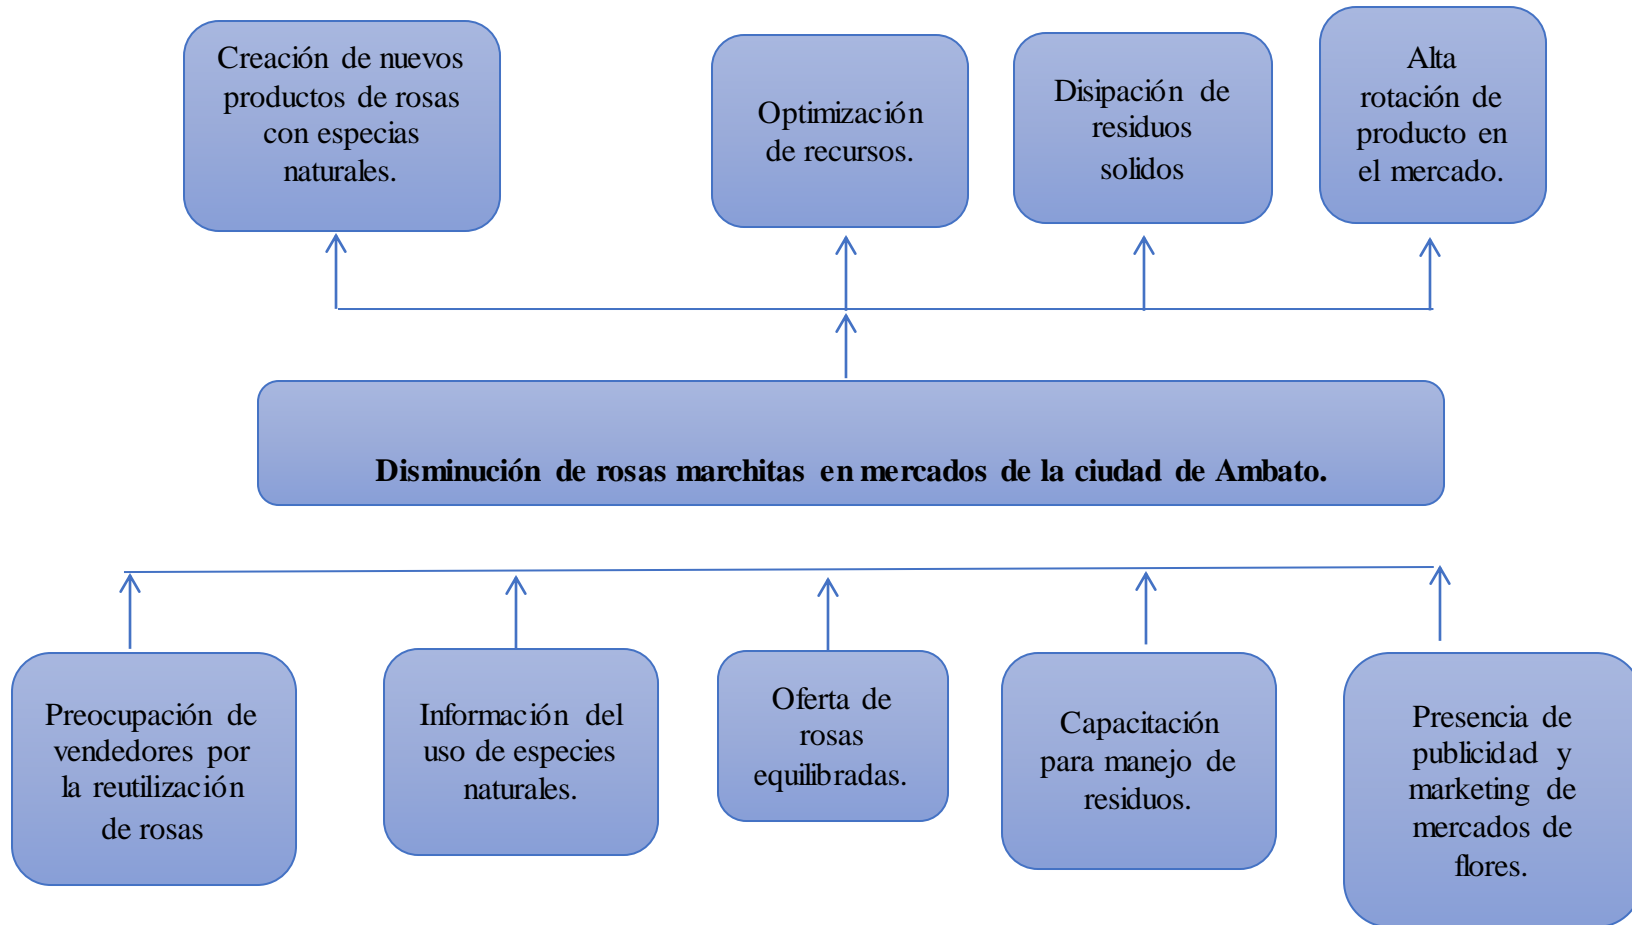 Creación de nuevos
productos de rosas
con especias
naturales.
Optimización
de recursos.
Disipación de
residuos
solidos
Alta
rotación de
producto en
el mercado.
Disminución de rosas marchitas en mercados de la ciudad de Ambato.
Preocupación de
vendedores por
la reutilización
de rosas
Información del
uso de especies
naturales.
Oferta de
rosas
equilibradas.
Capacitación
para manejo de
residuos.
Presencia de
publicidad y
marketing de
mercados de
flores.